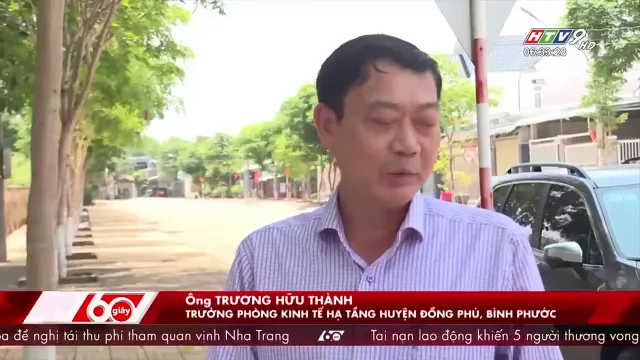 HTV9 HD
05:33:28
Ông TRƯƠNG HỮU THÀNH
TRƯỞNG PHÒNG KINH TẾ HẠ TẦNG HUYỆN ĐỒNG PHÚ, BÌNH PHƯỚC
60 giây
đề nghị tái thu phí tham quan vịnh Nha Trang
Tai nạn lao động khiến 5 người thương vong